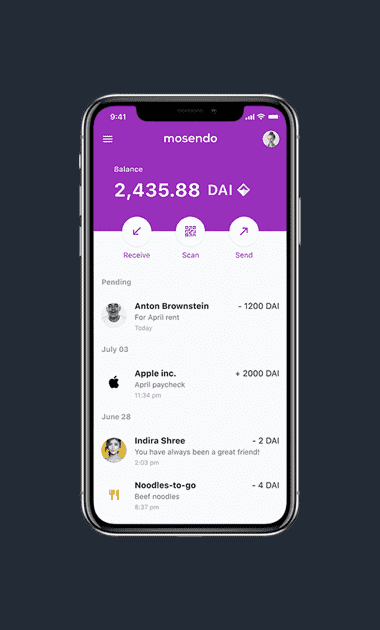 9:41
mosendo
Balance
2,435.88 DAI
Receive Scan Send
Pending
Anton Brownstein - 1200 DAI
For April rent
Today
July 03
Apple inc. + 2000 DAI
April paycheck
11:34 pm
June 28
Indira Shree - 2 DAI
You have always been a great friend!
2:03 pm
Noodles-to-go - 4 DAI
Beef noodles
8:37 pm